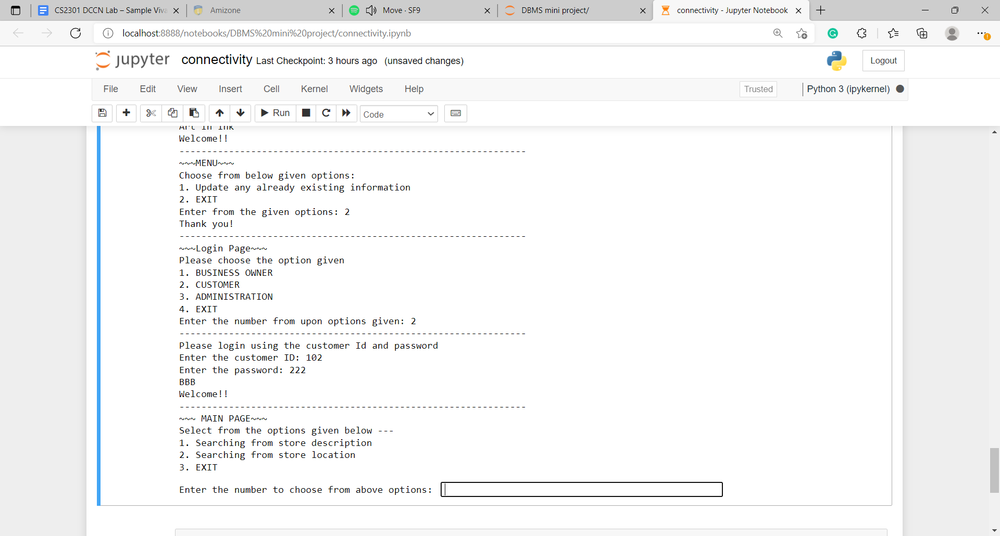 CS2301 DCCN Lab – Sample Viva
Amizone
Move · SF9
DBMS mini project/
connectivity - Jupyter Notebook
localhost:8888/notebooks/DBMS%20mini%20project/connectivity.ipynb
jupyter connectivity Last Checkpoint: 3 hours ago (unsaved changes)
Logout
File Edit View Insert Cell Kernel Widgets Help
Trusted
Python 3 (ipykernel)
Run
Code
Art in ink
Welcome!!
---------------------------------------------------------------
~~~MENU~~~
Choose from below given options:
1. Update any already existing information
2. EXIT
Enter from the given options: 2
Thank you!
---------------------------------------------------------------
~~~Login Page~~~
Please choose the option given
1. BUSINESS OWNER
2. CUSTOMER
3. ADMINISTRATION
4. EXIT
Enter the number from upon options given: 2
---------------------------------------------------------------
Please login using the customer Id and password
Enter the customer ID: 102
Enter the password: 222
BBB
Welcome!!
---------------------------------------------------------------
~~~ MAIN PAGE~~~
Select from the options given below ---
1. Searching from store description
2. Searching from store location
3. EXIT
Enter the number to choose from above options: